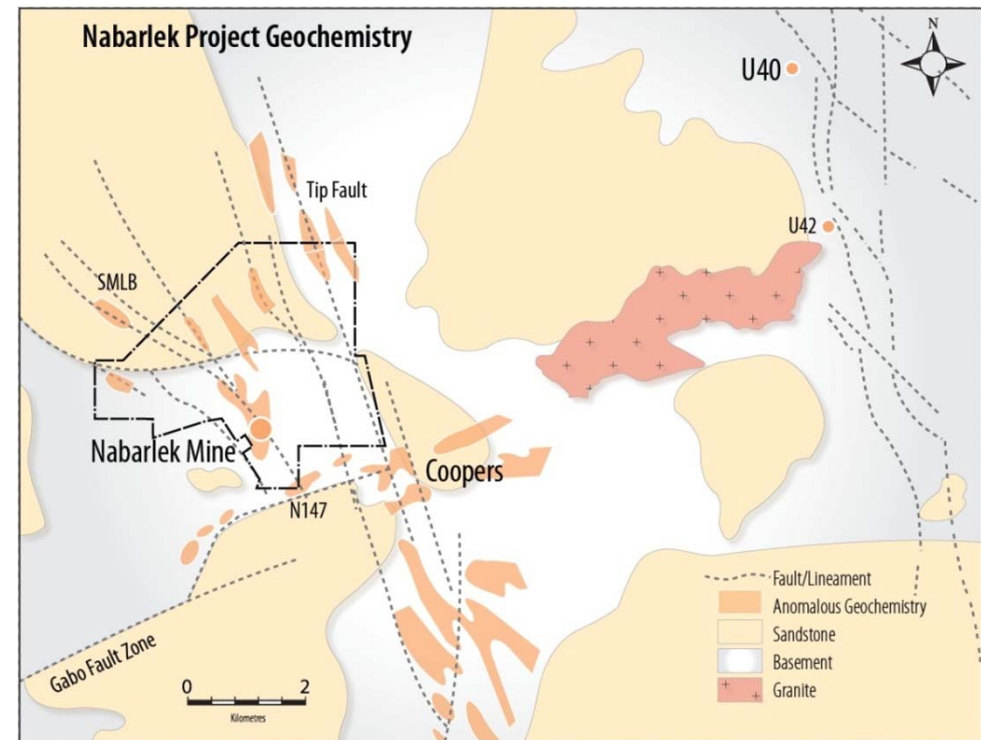 Nabarlek Project Geochemistry
N
U40
Tip Fault
U42
SMLB
Nabarlek Mine
Coopers
N147
Gabo Fault Zone
0 2
Kilometres
Fault/Lineament
Anomalous Geochemistry
Sandstone
Basement
Granite